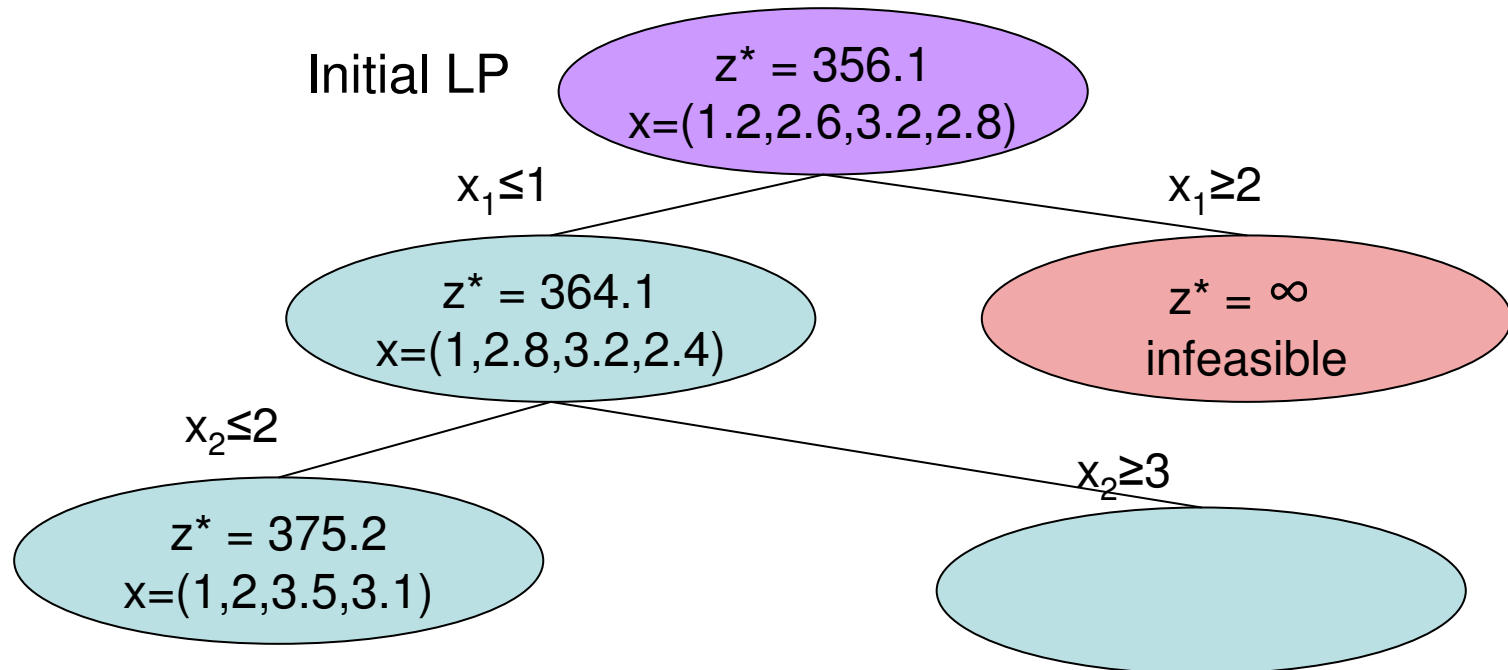 Initial LP
z* = 356.1
x=(1.2,2.6,3.2,2.8)
x₁≤1
x₁≥2
z* = 364.1
x=(1,2.8,3.2,2.4)
z* = ∞
infeasible
x₂≤2
x₂≥3
z* = 375.2
x=(1,2,3.5,3.1)